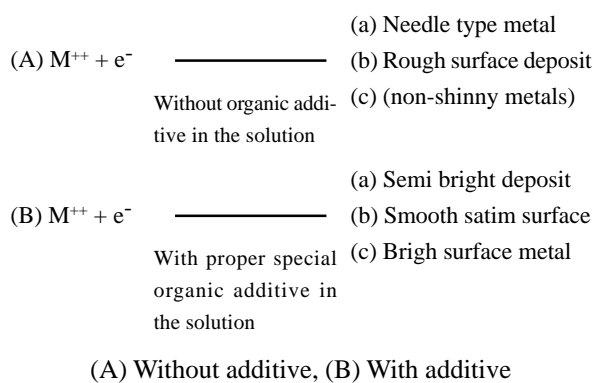 (a) Needle type metal
(A) M++ + e-
(b) Rough surface deposit
Without organic addi-
tive in the solution
(c) (non-shinny metals)
(a) Semi bright deposit
(B) M++ + e-
(b) Smooth satim surface
With proper special
organic additive in
the solution
(c) Brigh surface metal
(A) Without additive, (B) With additive